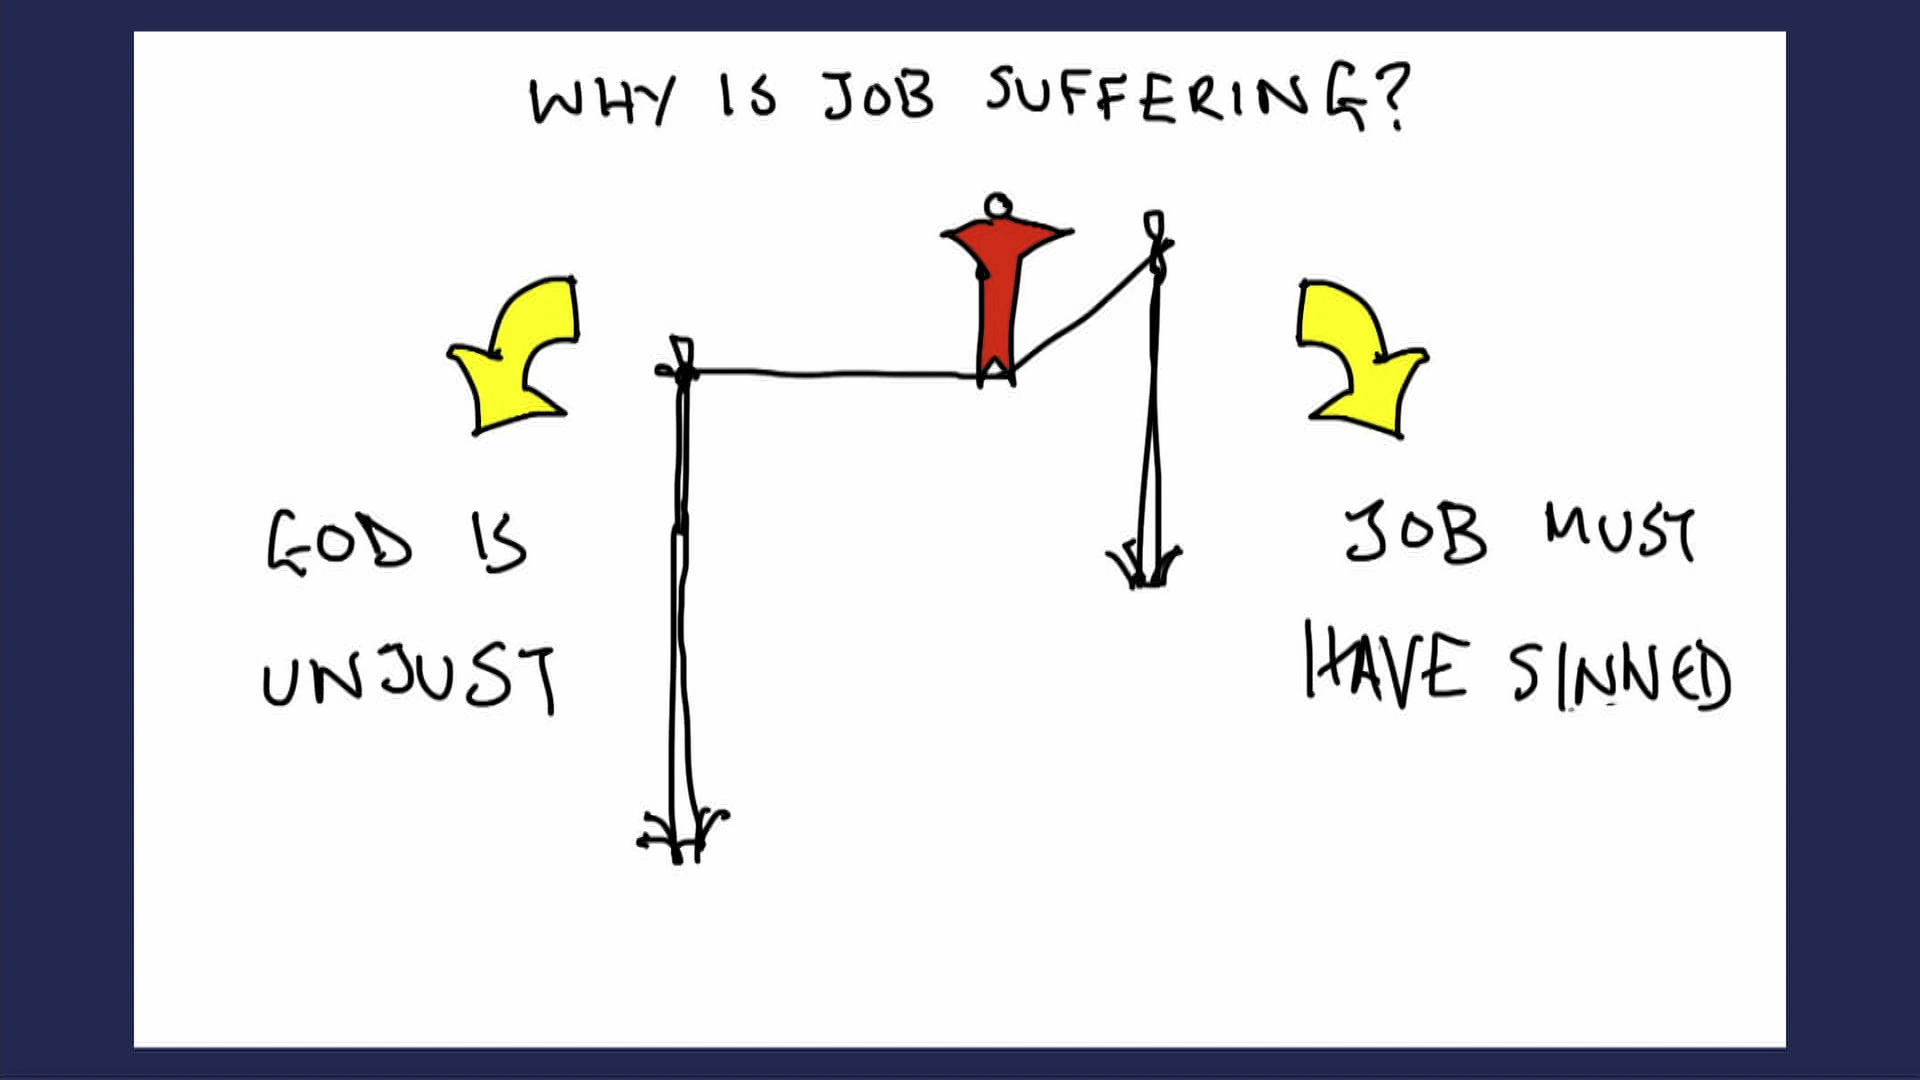 WHY IS JOB SUFFERING?
GOD IS
UNJUST
JOB MUST
HAVE SINNED